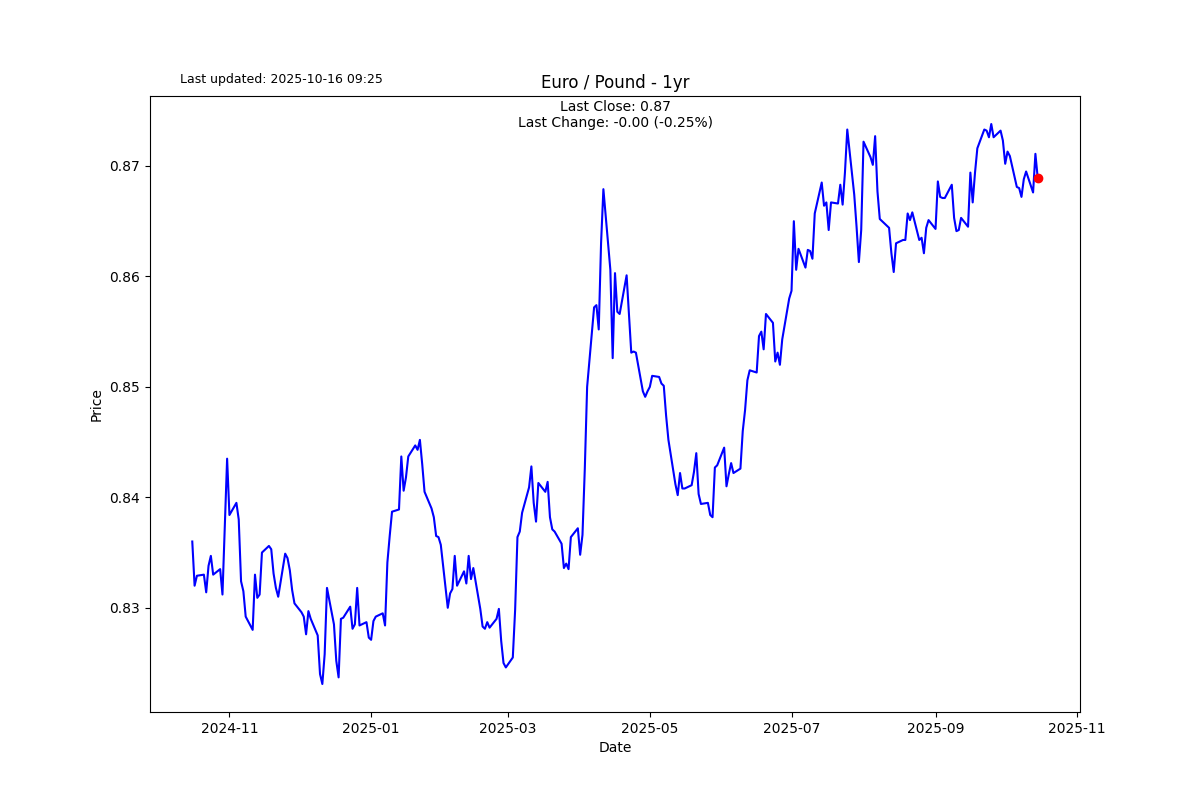 Last updated: 2025-10-16 09:25
Euro / Pound - 1yr
Last Close: 0.87
Last Change: -0.00 (-0.25%)
0.87
0.86
0.85
0.84
0.83
Price
2024-11
2025-01
2025-03
2025-05
2025-07
2025-09
2025-11
Date